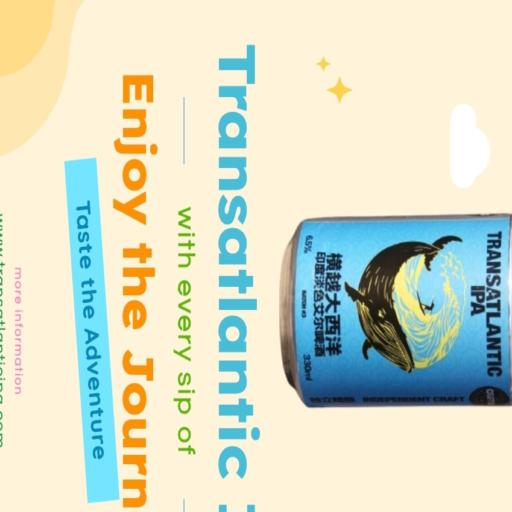 TRANSATLANTIC
IPA
横越大西洋
印度淡色艾尔啤酒
6.5%
330ml
INDEPENDENT CRAFT
Transatlantic
with every sip of
Enjoy the Journ
Taste the Adventure
more information